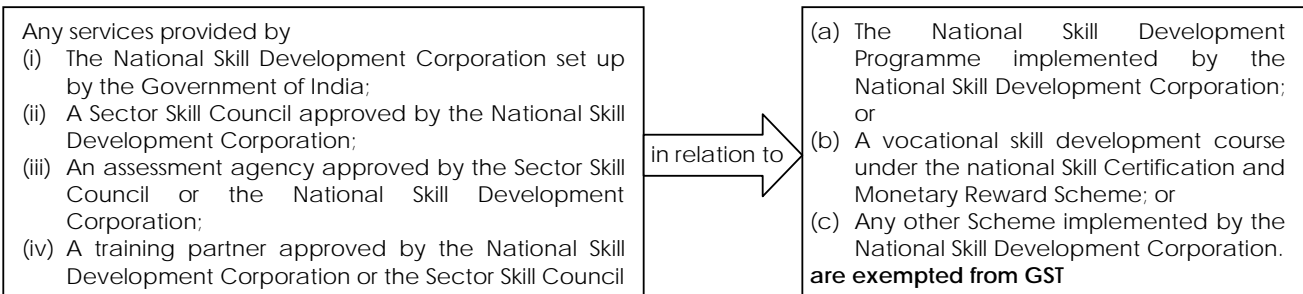 Any services provided by
(i) The National Skill Development Corporation set up
by the Government of India;
(ii) A Sector Skill Council approved by the National Skill
Development Corporation;
(iii) An assessment agency approved by the Sector Skill
Council or the National Skill Development
Corporation;
(iv) A training partner approved by the National Skill
Development Corporation or the Sector Skill Council
in relation to
(a) The National Skill Development
Programme implemented by the
National Skill Development Corporation;
or
(b) A vocational skill development course
under the national Skill Certification and
Monetary Reward Scheme; or
(c) Any other Scheme implemented by the
National Skill Development Corporation.
are exempted from GST